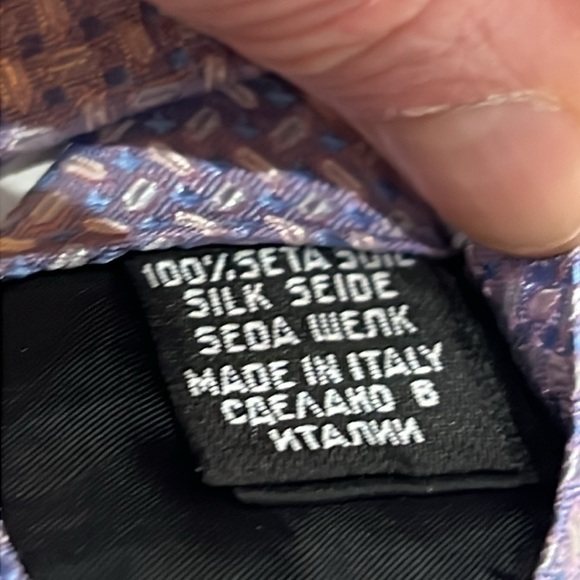 100% SETA SOIE
SILK SEIDE
SEDA ШЕЛК
MADE IN ITALY
СДЕЛАНО В
ИТАЛИИ